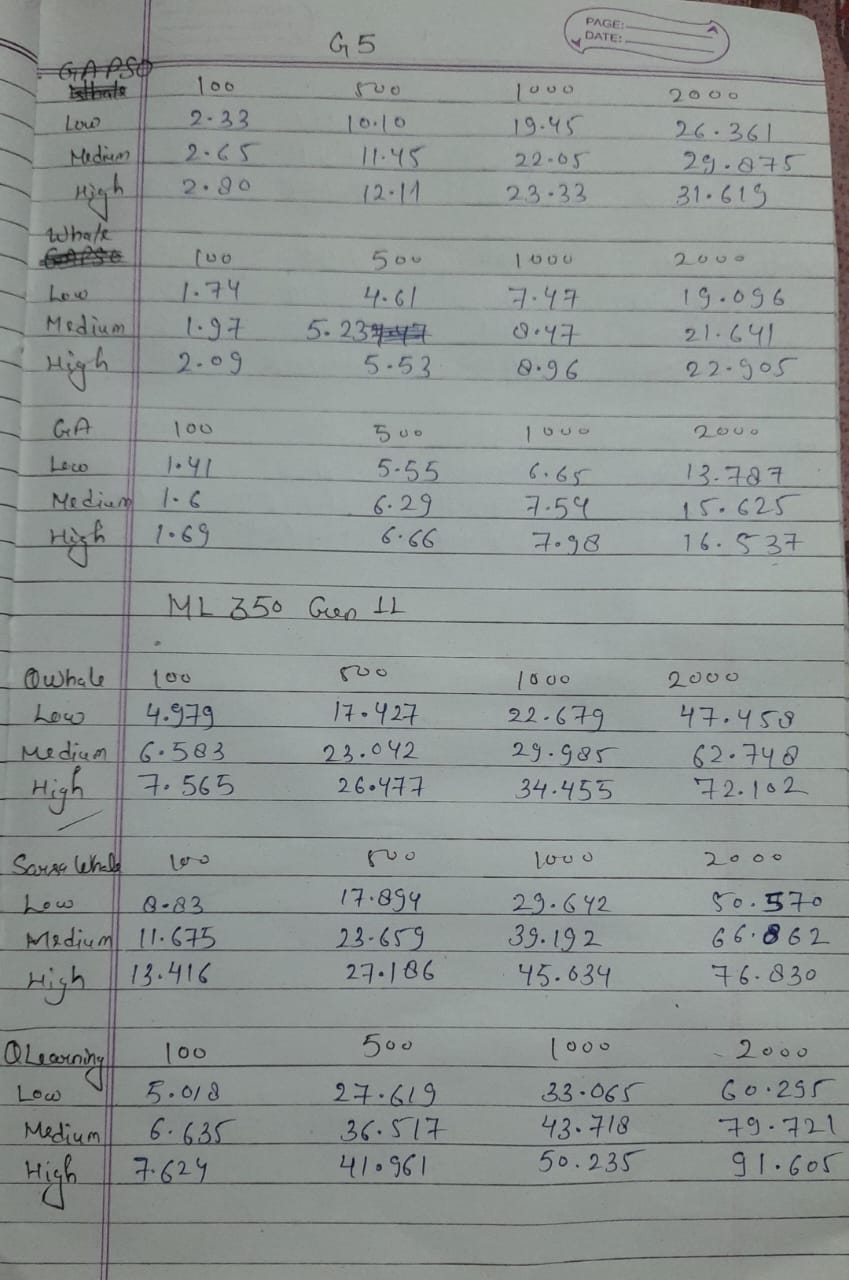 PAGE:
DATE:
G5
GAPSO
100 500 1000 2000
Low 2.33 10.10 19.45 26.361
Medium 2.65 11.45 22.05 29.875
High 2.80 12.11 23.33 31.619
Whale
GAPSO 100 500 1000 2000
Low 1.74 4.61 7.47 19.096
Medium 1.97 5.23 8.47 21.641
High 2.09 5.53 8.96 22.905
GA 100 500 1000 2000
Low 1.41 5.55 6.65 13.787
Medium 1.6 6.29 7.54 15.625
High 1.69 6.66 7.98 16.537
ML 350 Gen 11
QWhale 100 500 1000 2000
Low 4.979 17.427 22.679 47.458
Medium 6.583 23.042 29.985 62.748
High 7.565 26.477 34.455 72.102
Sarsa Whale 100 500 1000 2000
Low 8.83 17.894 29.642 50.570
Medium 11.675 23.659 39.192 66.862
High 13.416 27.186 45.034 76.830
QLearning 100 500 1000 2000
Low 5.018 27.619 33.065 60.295
Medium 6.635 36.517 43.718 79.721
High 7.624 41.961 50.235 91.605